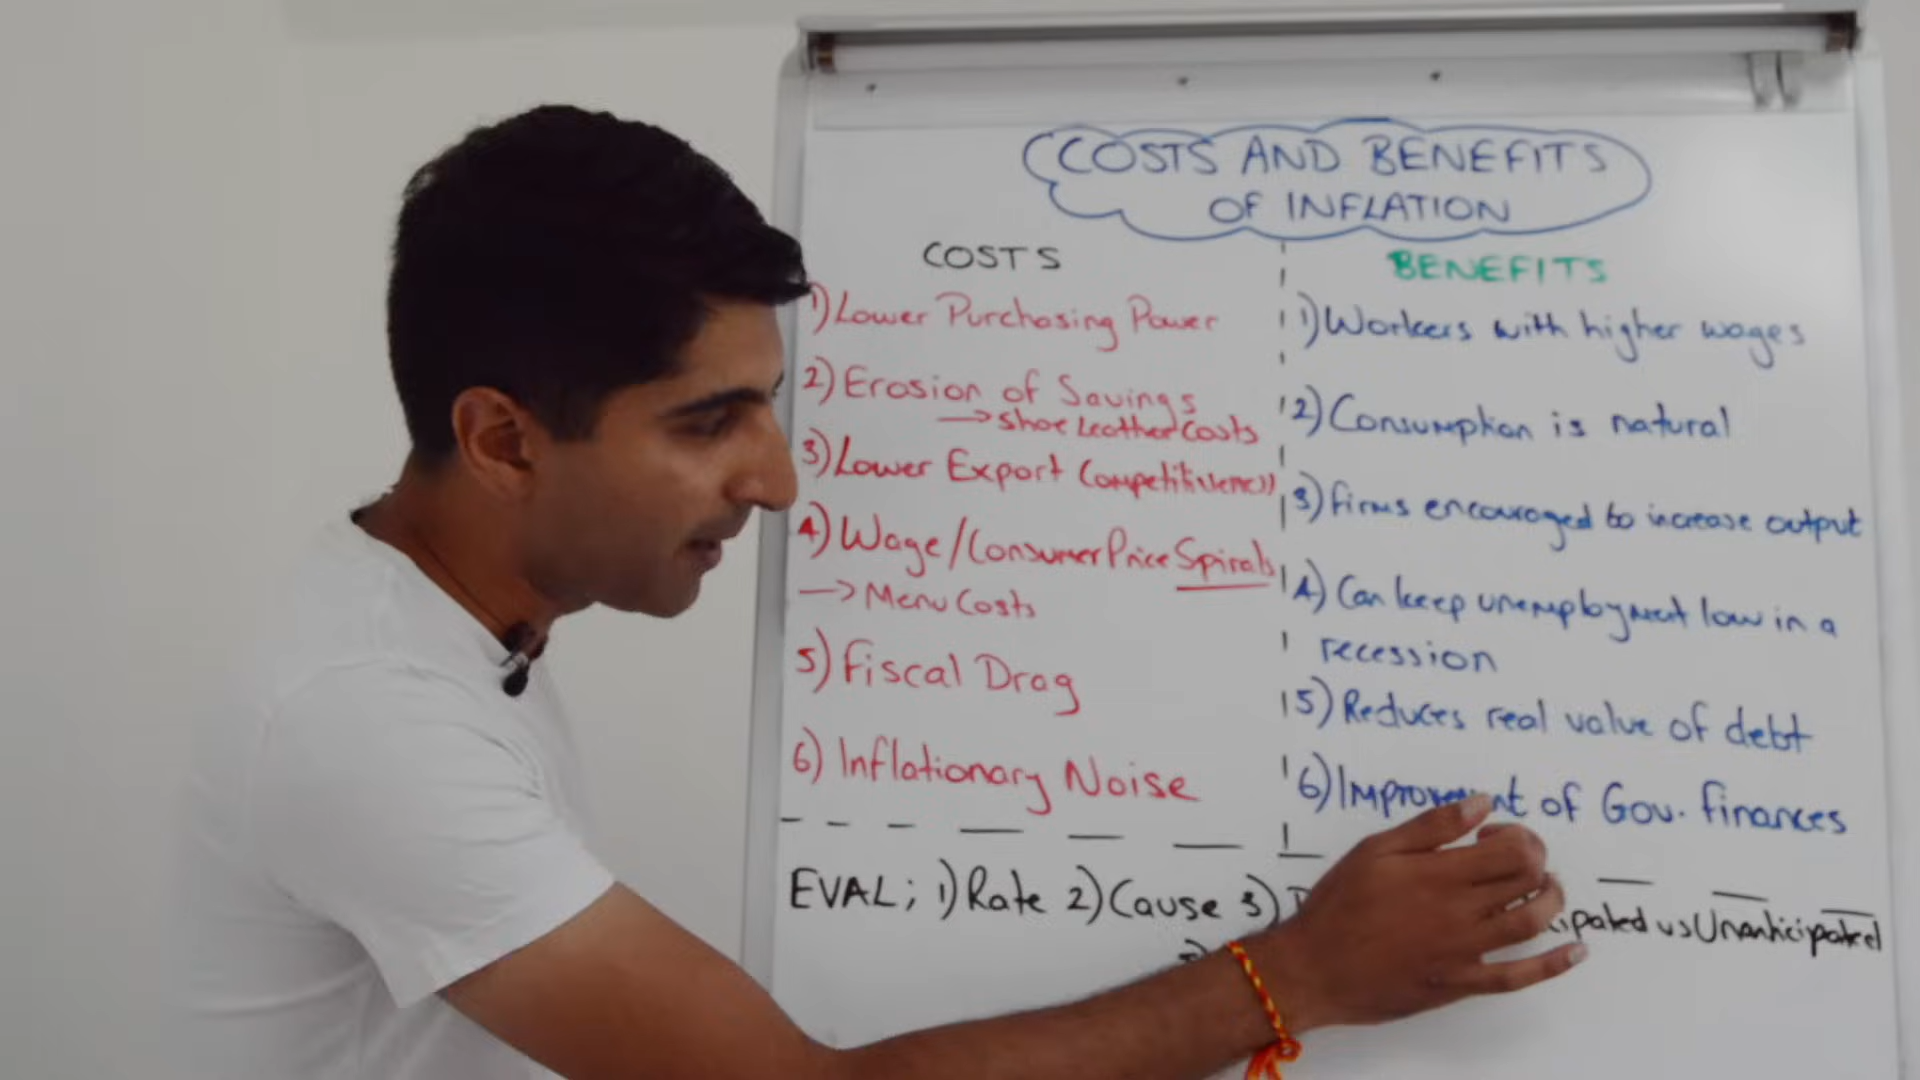 COSTS AND BENEFITS
OF INFLATION
COSTS
1) Lower Purchasing Power
2) Erosion of Savings
→ Shoe Leather Costs
3) Lower Export Competitiveness
4) Wage/Consumer Price Spirals
→ Menu Costs
5) Fiscal Drag
6) Inflationary Noise
BENEFITS
1) Workers with higher wages
2) Consumption is natural
3) Firms encouraged to increase output
4) Can keep unemployment low in a
recession
5) Reduces real value of debt
6) Improvement of Gov. Finances
EVAL; 1) Rate 2) Cause 3) vs Unanticipated